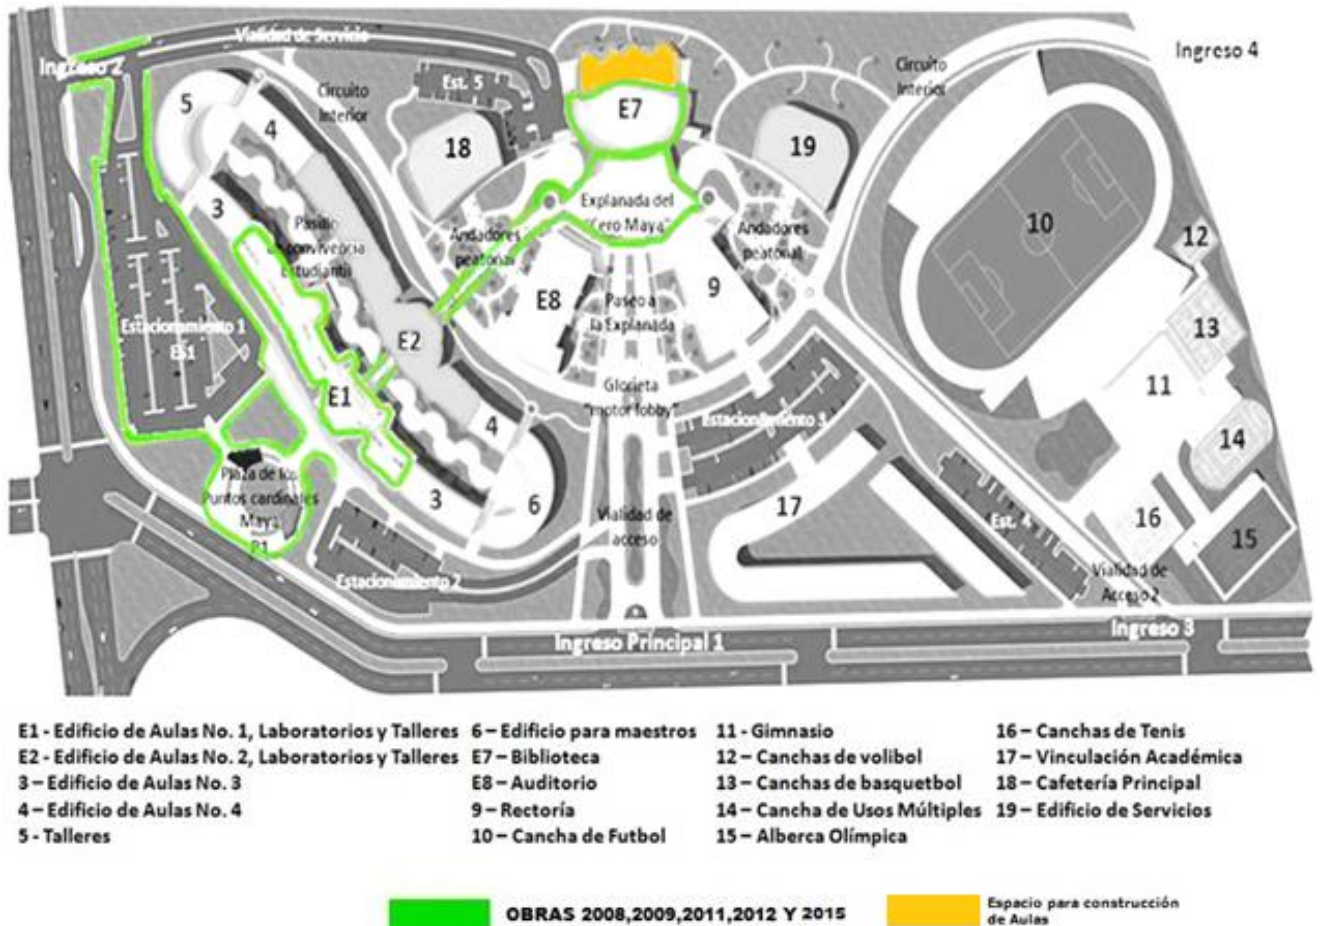 Ingreso 4
Vialidad de Servicio
Ingreso 2
Circuito
Interior
Est. 5
Circuito
Interior
5
4
E7
18
19
3
Pasillo
de convivencia
Estudiantil
Explanada del
"Cero Maya"
Andadores
peatonal
Andadores
peatonal
10
12
13
E8
9
Paseo a
la Explanada
Estacionamiento 1
ES1
E2
E1
Glorieta
"motor lobby"
Estacionamiento 3
11
4
14
Plaza de los
Puntos cardinales
Maya
P1
3
6
Vialidad de
acceso
17
Est. 4
16
15
Estacionamiento 2
Vialidad de
Acceso 2
Ingreso 3
Ingreso Principal 1
E1 - Edificio de Aulas No. 1, Laboratorios y Talleres
E2 - Edificio de Aulas No. 2, Laboratorios y Talleres
3 – Edificio de Aulas No. 3
4 – Edificio de Aulas No. 4
5 - Talleres
6 – Edificio para maestros
E7 – Biblioteca
E8 – Auditorio
9 – Rectoría
10 – Cancha de Futbol
11 - Gimnasio
12 – Canchas de volibol
13 – Canchas de basquetbol
14 – Cancha de Usos Múltiples
15 – Alberca Olímpica
16 – Canchas de Tenis
17 – Vinculación Académica
18 – Cafetería Principal
19 – Edificio de Servicios
OBRAS 2008,2009,2011,2012 Y 2015
Espacio para construcción
de Aulas